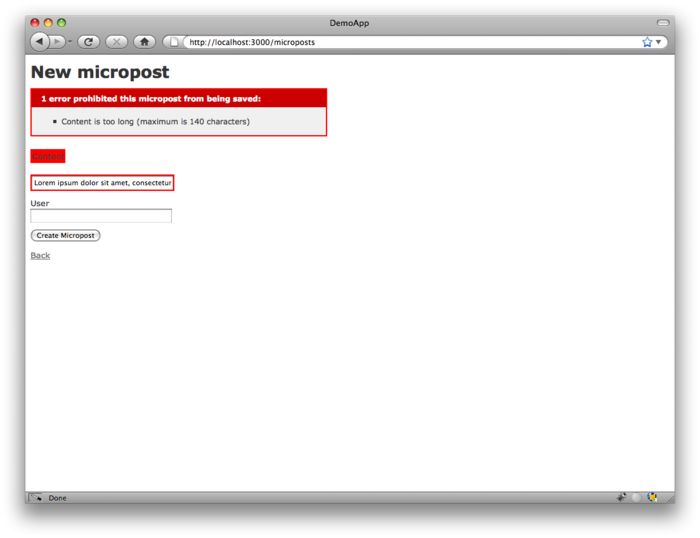 DemoApp
http://localhost:3000/microposts
New micropost
1 error prohibited this micropost from being saved:
Content is too long (maximum is 140 characters)
Content
Lorem ipsum dolor sit amet, consectetur
User
Create Micropost
Back
Done